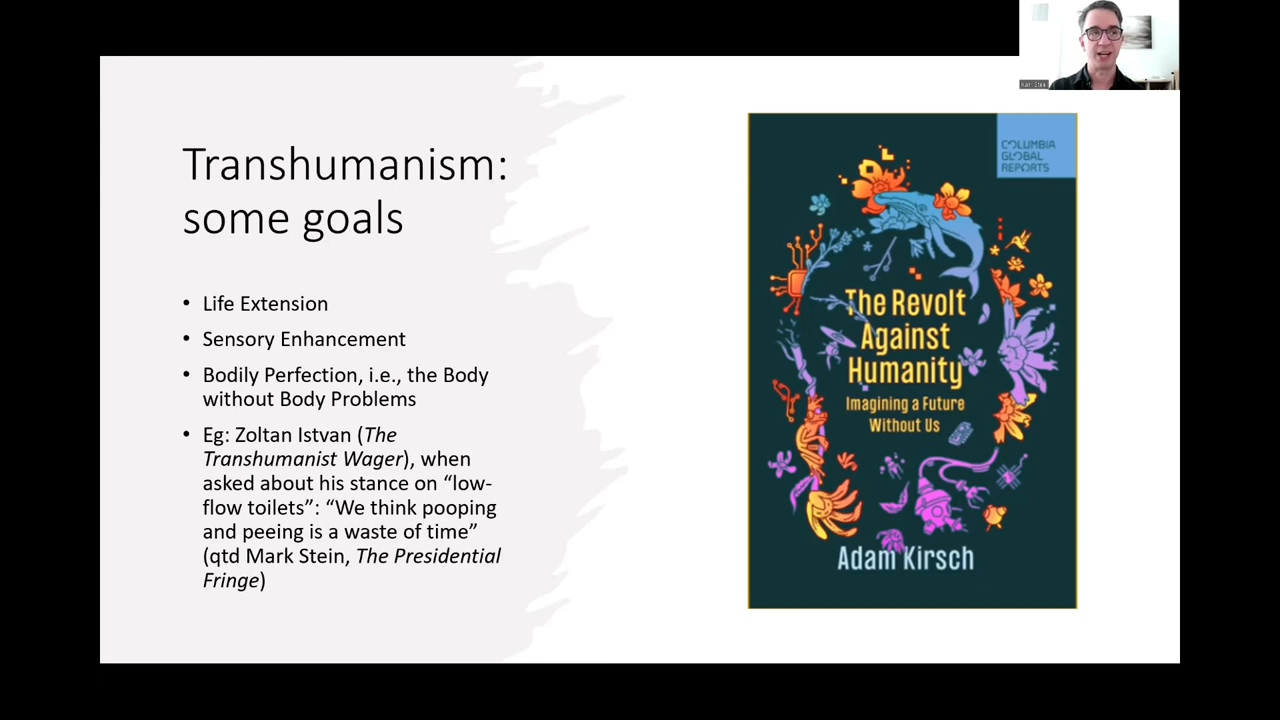 Transhumanism:
some goals
• Life Extension
• Sensory Enhancement
• Bodily Perfection, i.e., the Body
without Body Problems
• Eg: Zoltan Istvan (The
Transhumanist Wager), when
asked about his stance on “low-
flow toilets”: “We think pooping
and peeing is a waste of time”
(qtd Mark Stein, The Presidential
Fringe)
COLUMBIA
GLOBAL
REPORTS
The Revolt
Against
Humanity
Imagining a Future
Without Us
Adam Kirsch